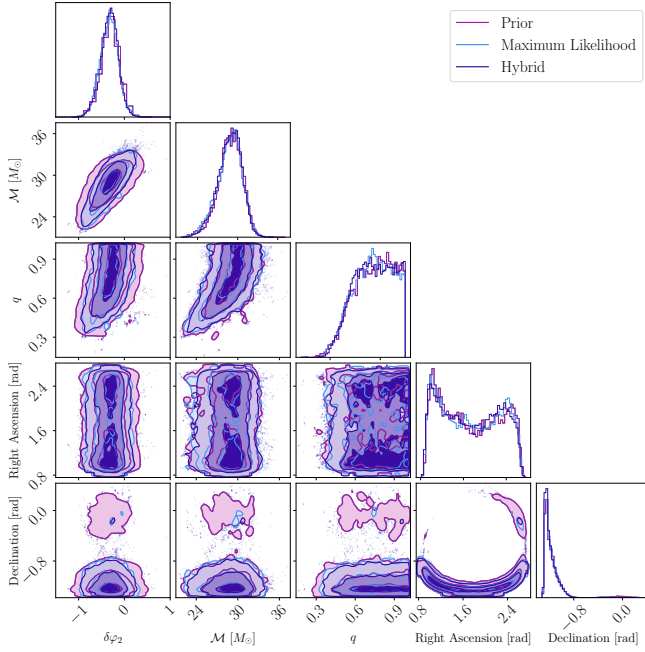 Prior
Maximum Likelihood
Hybrid
36
30
24
M [M⊙]
0.9
0.6
0.3
q
2.4
1.6
0.8
Right Ascension [rad]
0.0
−0.8
Declination [rad]
−1 0 1
24 30 36
0.3 0.6 0.9
0.8 1.6 2.4
−0.8 0.0
δφ₂ M [M⊙] q Right Ascension [rad] Declination [rad]